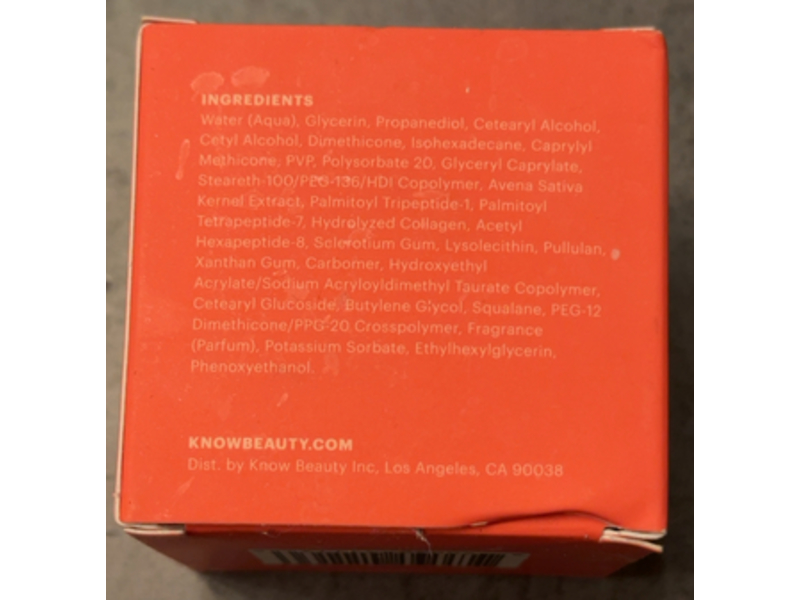 INGREDIENTS
Water (Aqua), Glycerin, Propanediol, Cetearyl Alcohol,
Cetyl Alcohol, Dimethicone, Isohexadecane, Caprylyl
Methicone, PVP, Polysorbate 20, Glyceryl Caprylate,
Steareth-100/PEG-136/HDI Copolymer, Avena Sativa
Kernel Extract, Palmitoyl Tripeptide-1, Palmitoyl
Tetrapeptide-7, Hydrolyzed Collagen, Acetyl
Hexapeptide-8, Sclerotium Gum, Lysolecithin, Pullulan,
Xanthan Gum, Carbomer, Hydroxyethyl
Acrylate/Sodium Acryloyldimethyl Taurate Copolymer,
Cetearyl Glucoside, Butylene Glycol, Squalane, PEG-12
Dimethicone/PPG-20 Crosspolymer, Fragrance
(Parfum), Potassium Sorbate, Ethylhexylglycerin,
Phenoxyethanol.
KNOWBEAUTY.COM
Dist. by Know Beauty Inc, Los Angeles, CA 90038